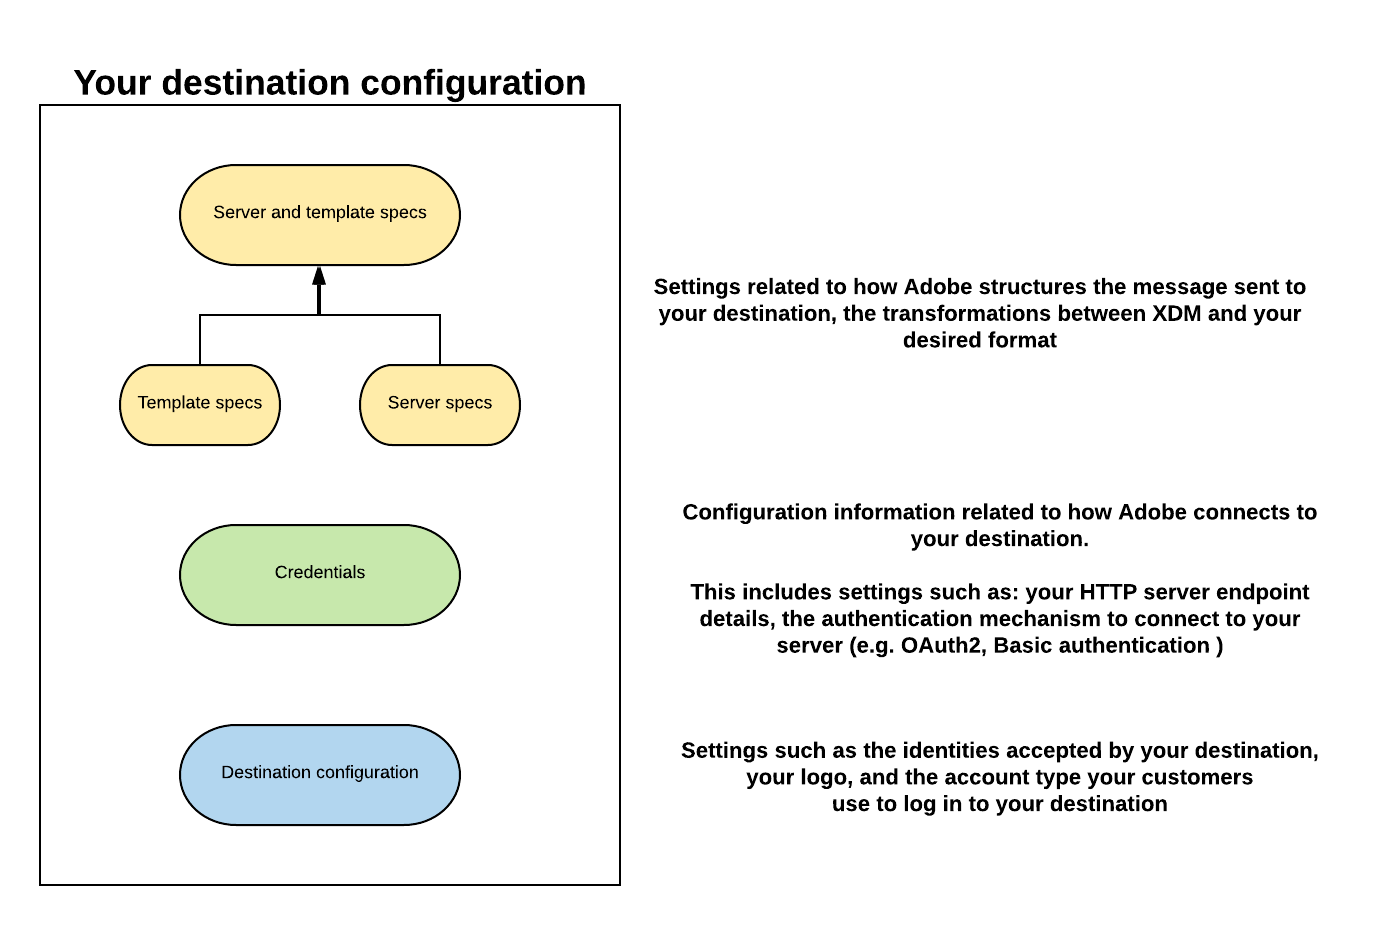 Your destination configuration
Server and template specs
Settings related to how Adobe structures the message sent to
your destination, the transformations between XDM and your
desired format
Template specs
Server specs
Configuration information related to how Adobe connects to
your destination.
Credentials
This includes settings such as: your HTTP server endpoint
details, the authentication mechanism to connect to your
server (e.g. OAuth2, Basic authentication )
Destination configuration
Settings such as the identities accepted by your destination,
your logo, and the account type your customers
use to log in to your destination